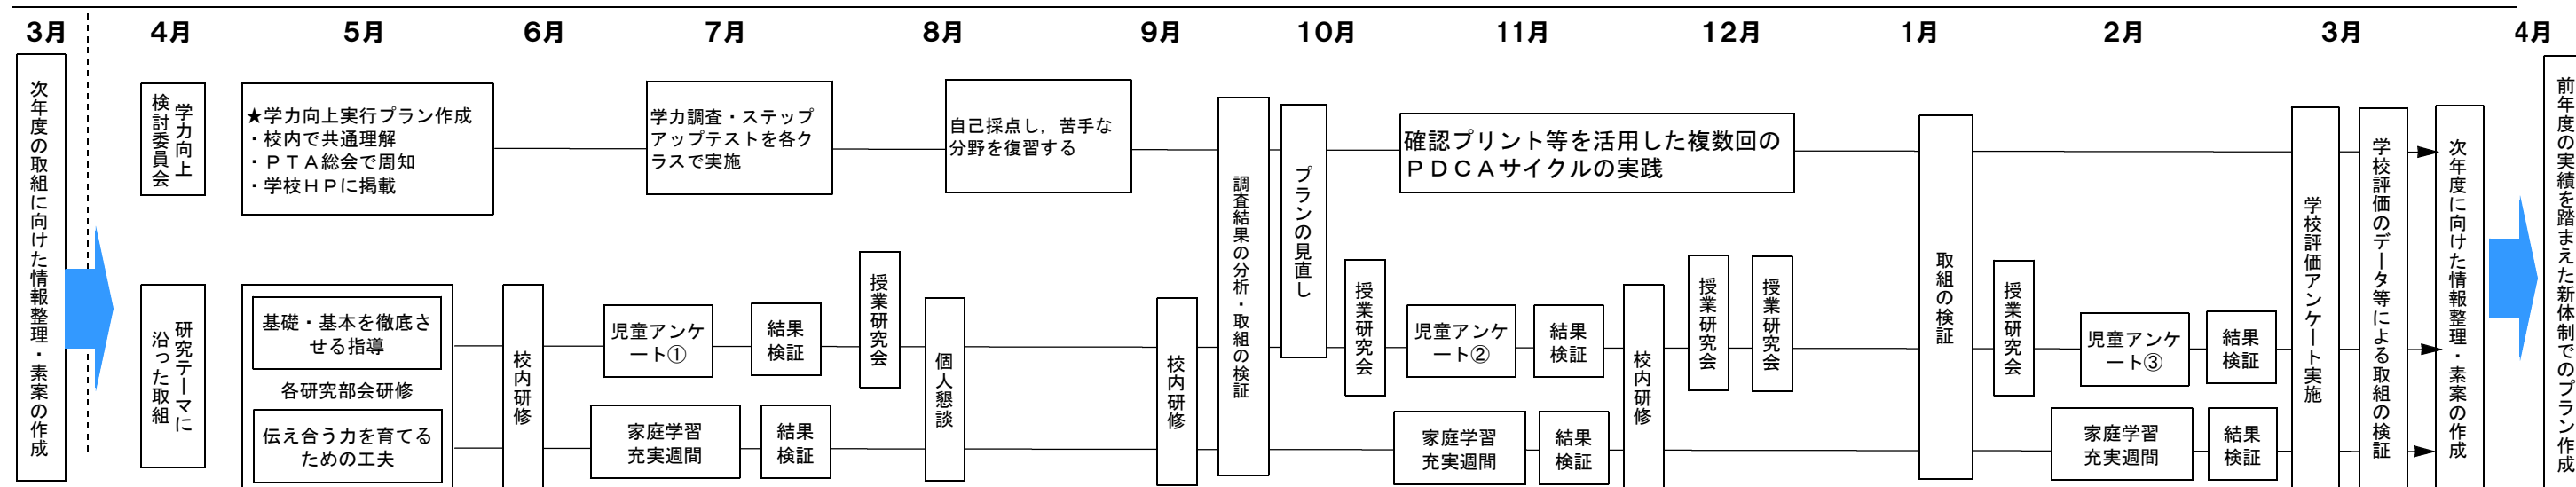 3月
4月
5月
6月
7月
8月
9月
10月
11月
12月
1月
2月
3月
4月
次年度の取組に向けた情報整理・素案の作成
学力向上
検討委員会
★学力向上実行プラン作成
・校内で共通理解
・ＰＴＡ総会で周知
・学校ＨＰに掲載
学力調査・ステップ
アップテストを各ク
ラスで実施
自己採点し，苦手な
分野を復習する
調査結果の分析・取組の検証
プランの見直し
確認プリント等を活用した複数回の
ＰＤＣＡサイクルの実践
取組の検証
学校評価アンケート実施
学校評価のデータ等による取組の検証
次年度に向けた情報整理・素案の作成
前年度の実績を踏まえた新体制でのプラン作成
研究テーマに
沿った取組
基礎・基本を徹底さ
せる指導
各研究部会研修
伝え合う力を育てる
ための工夫
校内研修
児童アンケ
ート①
結果
検証
家庭学習
充実週間
結果
検証
授業研究会
個人懇談
校内研修
授業研究会
児童アンケ
ート②
結果
検証
家庭学習
充実週間
結果
検証
校内研修
授業研究会
授業研究会
授業研究会
児童アンケ
ート③
結果
検証
家庭学習
充実週間
結果
検証